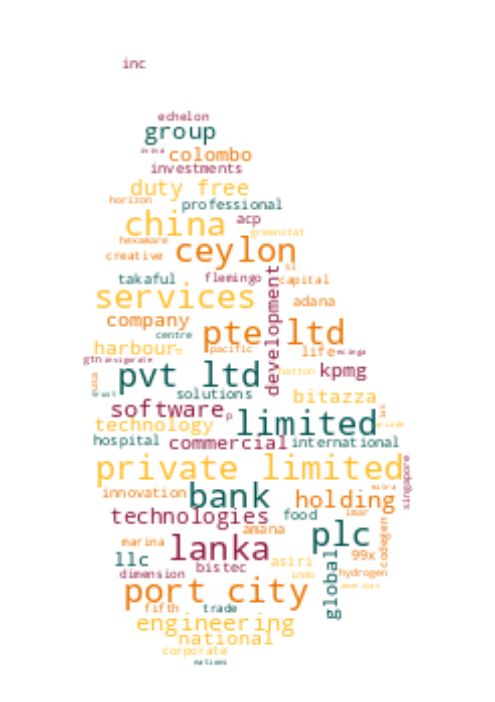 inc
echelon
group
colombo
investments
duty free
horizon
professional
china
acp
greenstat
hexaware
ceylon
creative
takaful
flemingo
capital
services
development
adana
company
pte ltd
centre
harbour
pacific
life
gtn
invsigorate
pvt ltd
kpmg
hatton
trust
solutions
bitazza
software
p
limited
technology
hospital
commercial
international
private limited
singapore
innovation
bank
holding
technologies
food
amana
plc
codegen
marina
lanka
99x
llc
bistec
asiri
dimension
indo
hydrogen
port city
global
fifth
trade
engineering
national
corporate
nations